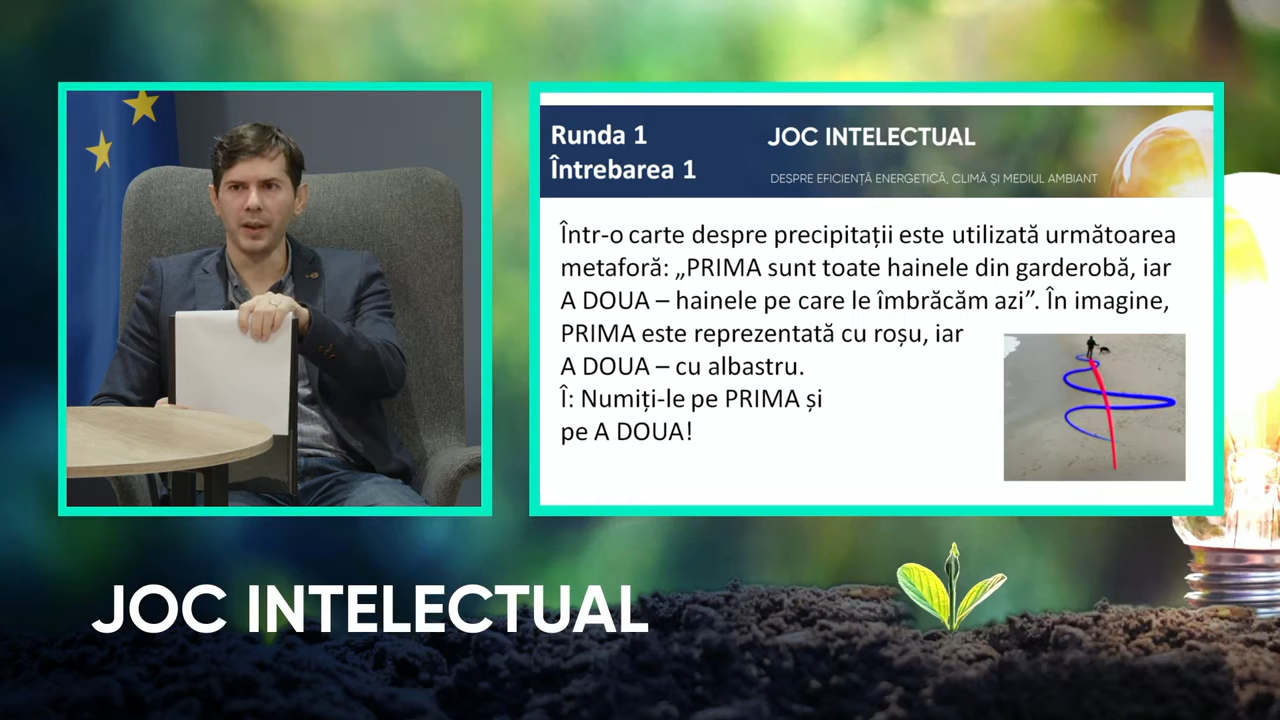 Runda 1
Întrebarea 1
JOC INTELECTUAL
DESPRE EFICIENȚĂ ENERGETICĂ, CLIMĂ ȘI MEDIUL AMBIANT
Într-o carte despre precipitații este utilizată următoarea
metaforă: „PRIMA sunt toate hainele din garderobă, iar
A DOUA – hainele pe care le îmbrăcăm azi”. În imagine,
PRIMA este reprezentată cu roșu, iar
A DOUA – cu albastru.
Î: Numiți-le pe PRIMA și
pe A DOUA!
JOC INTELECTUAL